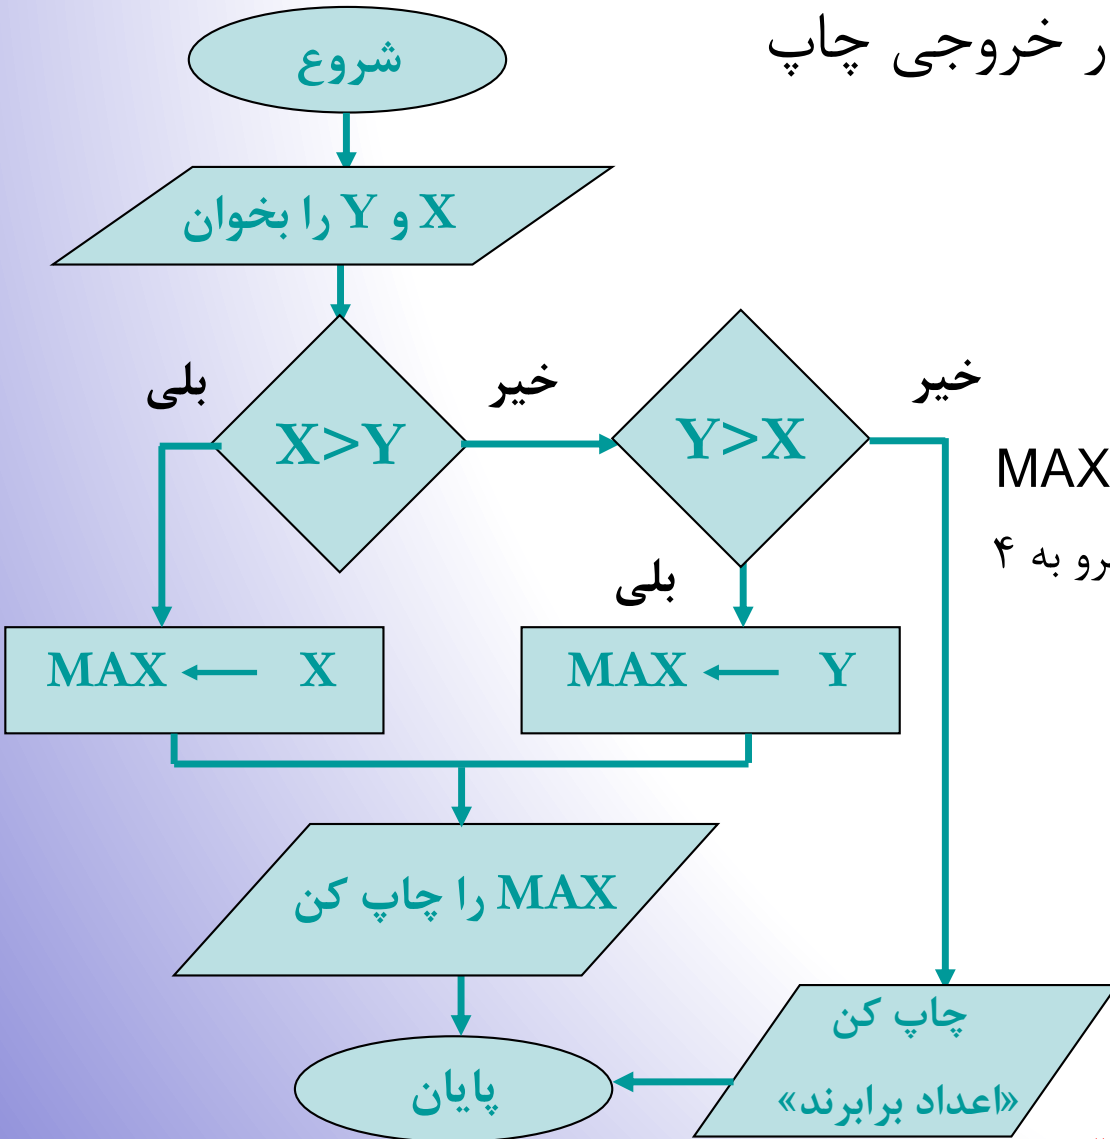 ر خروجی چاپ
شروع
X و Y را بخوان
بلی
خیر
خیر
X>Y
Y>X
MAX
رو به ۴
بلی
MAX ← X
MAX ← Y
MAX را چاپ کن
چاپ کن
«اعداد برابرند»
پایان